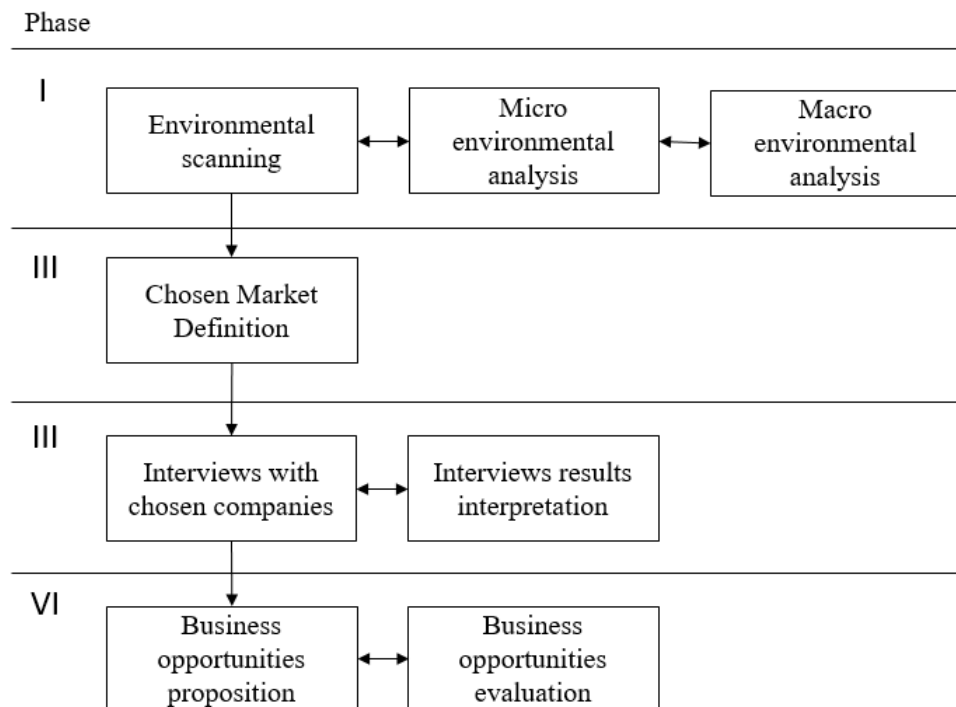 Phase
I
Environmental
scanning
Micro
environmental
analysis
Macro
environmental
analysis
III
Chosen Market
Definition
III
Interviews with
chosen companies
Interviews results
interpretation
VI
Business
opportunities
proposition
Business
opportunities
evaluation